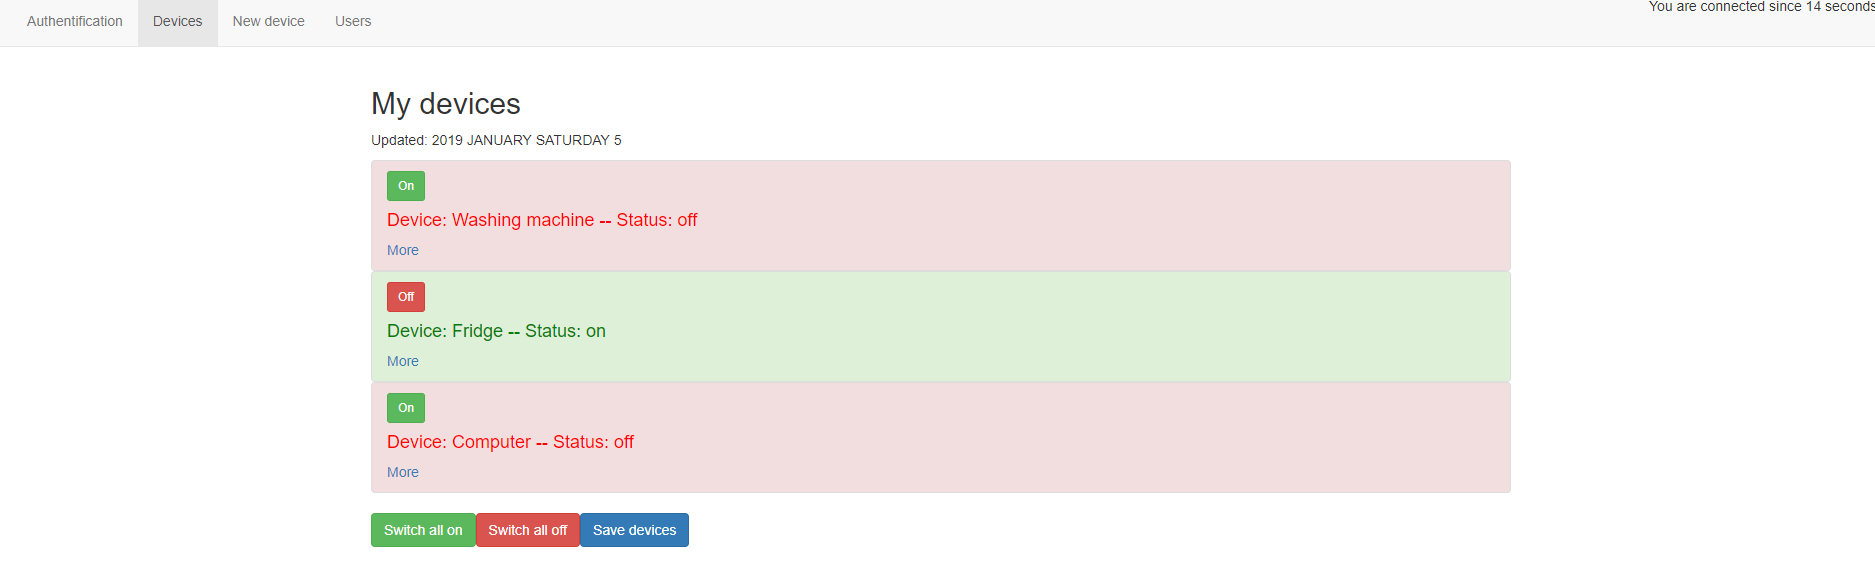 Authentification Devices New device Users You are connected since 14 seconds
My devices
Updated: 2019 JANUARY SATURDAY 5
On
Device: Washing machine -- Status: off
More
Off
Device: Fridge -- Status: on
More
On
Device: Computer -- Status: off
More
Switch all on Switch all off Save devices